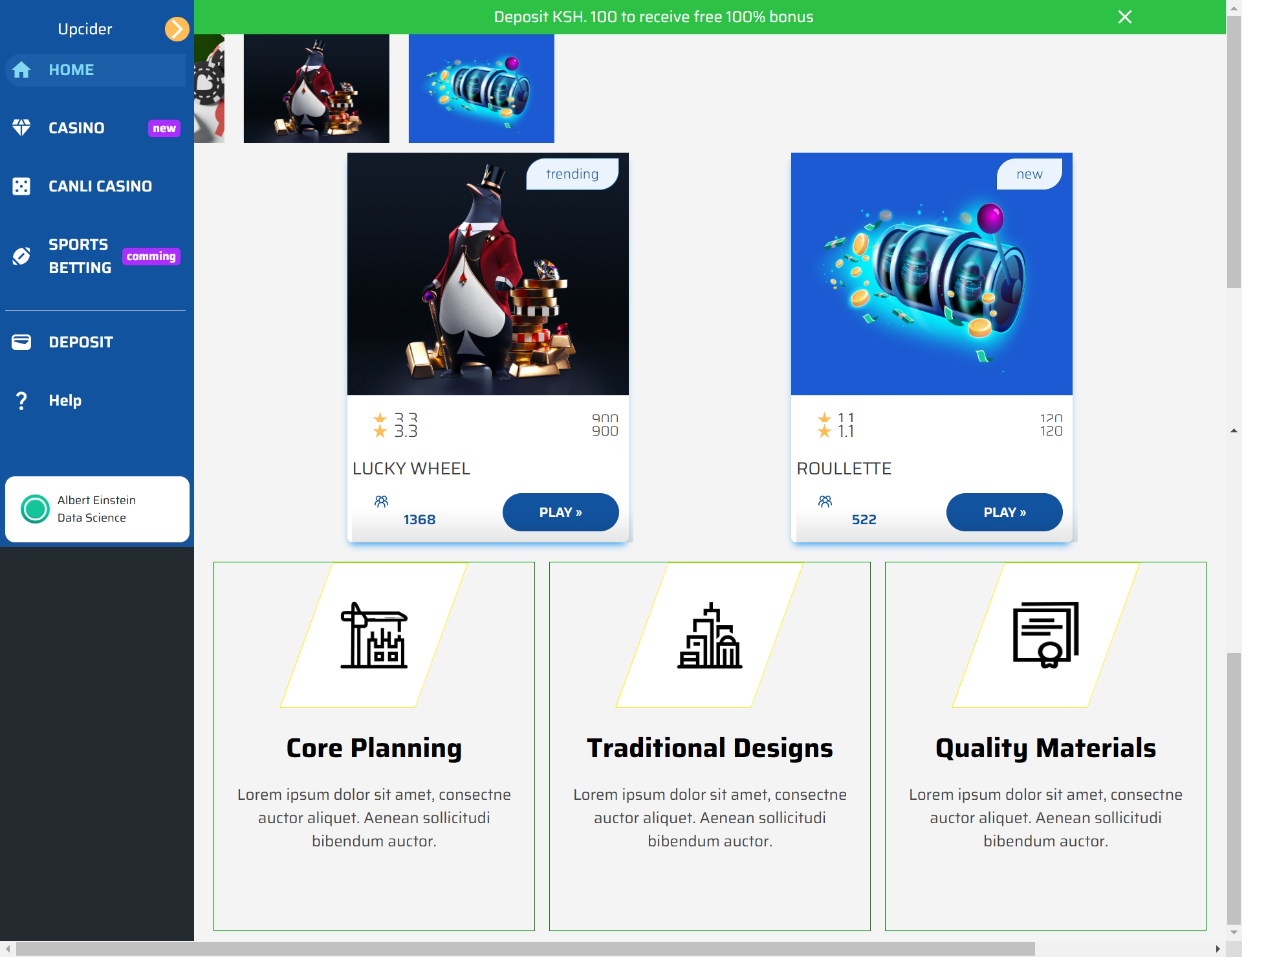 Deposit KSH. 100 to receive free 100% bonus
Upcider
HOME
CASINO new
CANLI CASINO
SPORTS
BETTING comming
DEPOSIT
Help
Albert Einstein
Data Science
trending
3.3 900
3.3 900
LUCKY WHEEL
1368 PLAY »
new
1.1 120
1.1 120
ROULLETTE
522 PLAY »
Core Planning
Lorem ipsum dolor sit amet, consectne
auctor aliquet. Aenean sollicitudi
bibendum auctor.
Traditional Designs
Lorem ipsum dolor sit amet, consectne
auctor aliquet. Aenean sollicitudi
bibendum auctor.
Quality Materials
Lorem ipsum dolor sit amet, consectne
auctor aliquet. Aenean sollicitudi
bibendum auctor.